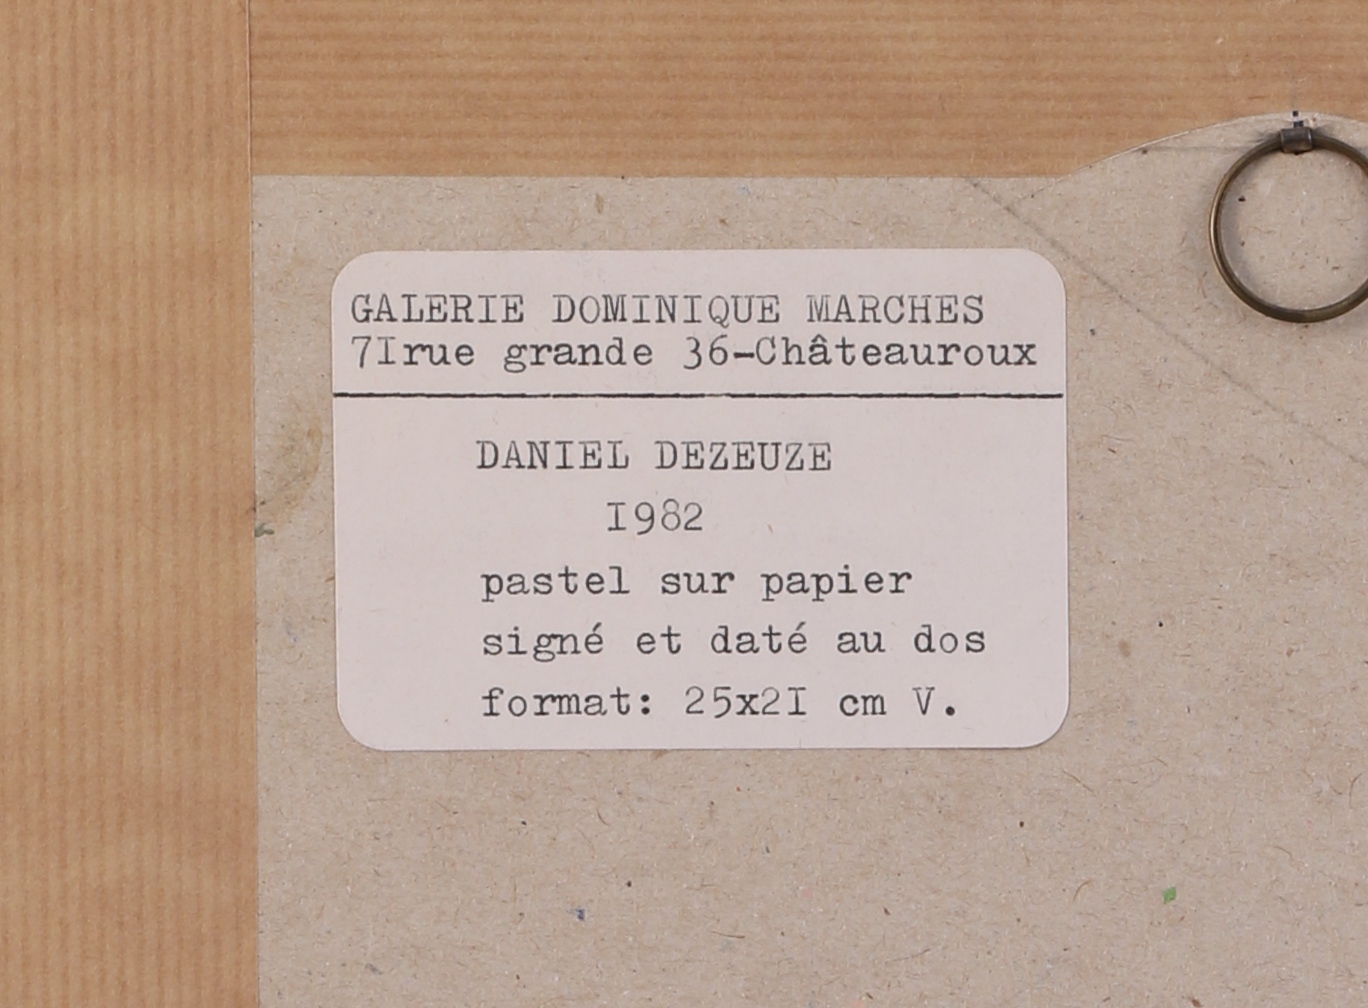 GALERIE DOMINIQUE MARCHES
7Irue grande 36-Châteauroux
DANIEL DEZEUZE
I982
pastel sur papier
signé et daté au dos
format: 25x2I cm V.